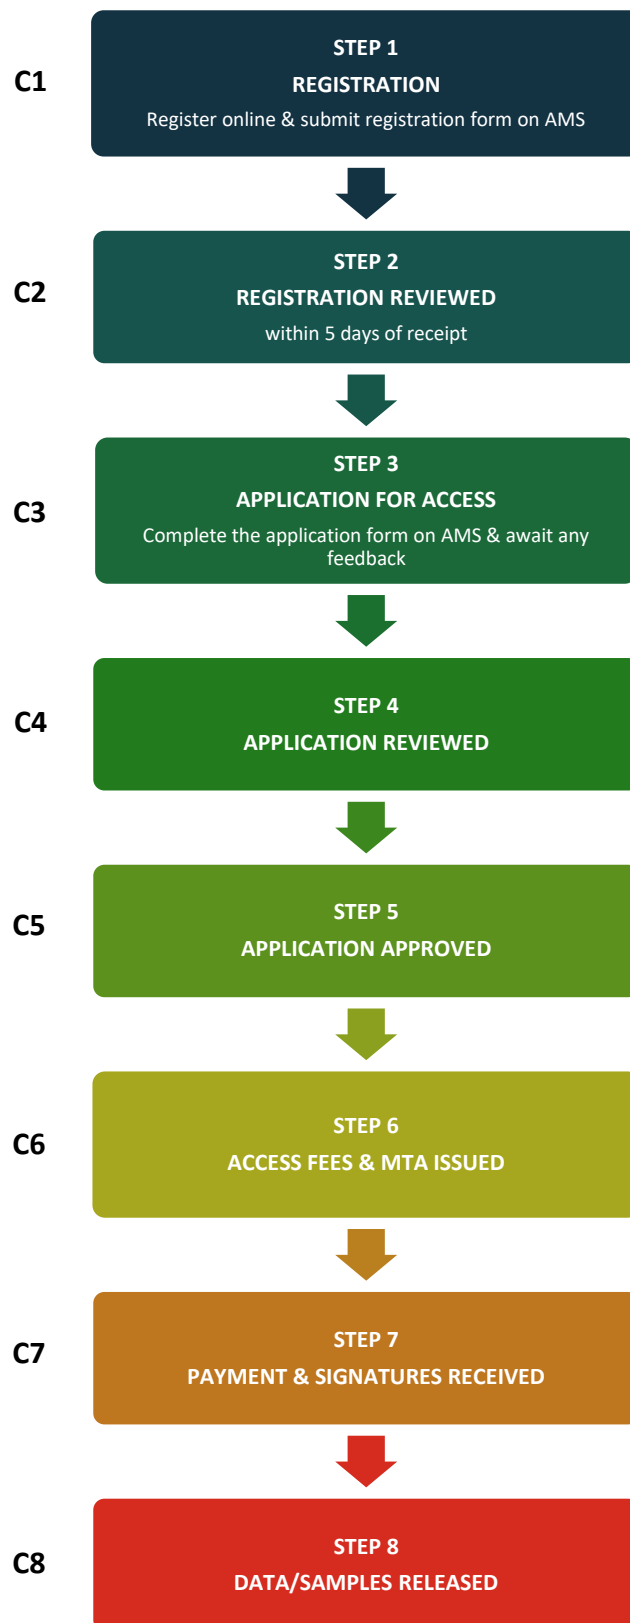 C1
STEP 1
REGISTRATION
Register online & submit registration form on AMS
C2
STEP 2
REGISTRATION REVIEWED
within 5 days of receipt
C3
STEP 3
APPLICATION FOR ACCESS
Complete the application form on AMS & await any
feedback
C4
STEP 4
APPLICATION REVIEWED
C5
STEP 5
APPLICATION APPROVED
C6
STEP 6
ACCESS FEES & MTA ISSUED
C7
STEP 7
PAYMENT & SIGNATURES RECEIVED
C8
STEP 8
DATA/SAMPLES RELEASED